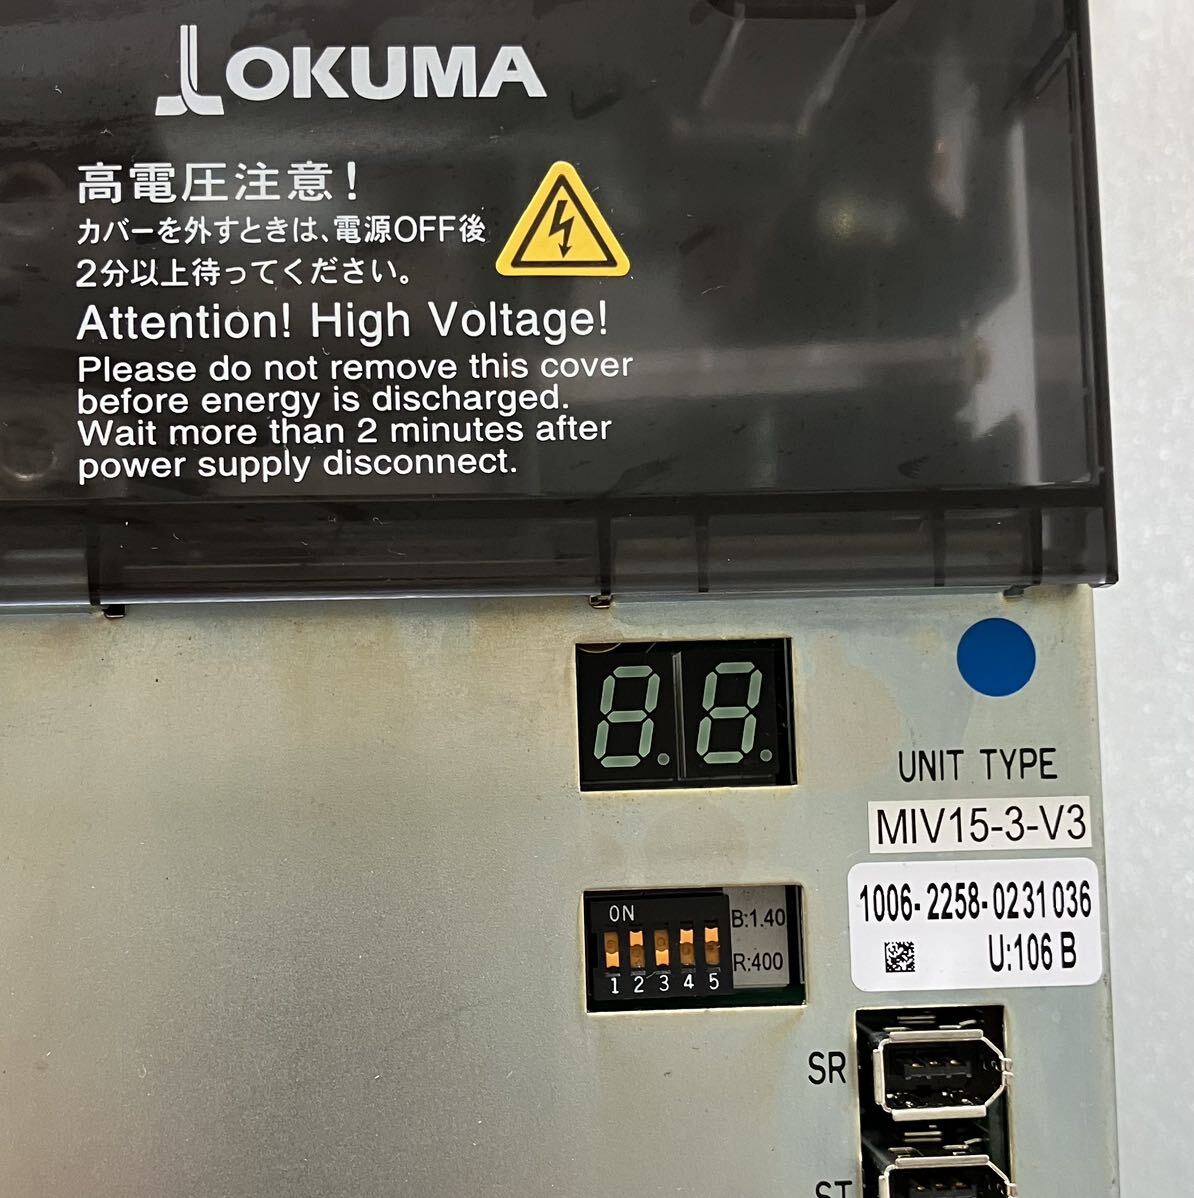 OKUMA
高電圧注意!
カバーを外すときは、電源OFF後
2分以上待ってください。
Attention! High Voltage!
Please do not remove this cover
before energy is discharged.
Wait more than 2 minutes after
power supply disconnect.
UNIT TYPE
MIV15-3-V3
1006-2258-0231036
U:106 B
ON
B:1.40
R:400
1 2 3 4 5
SR
ST